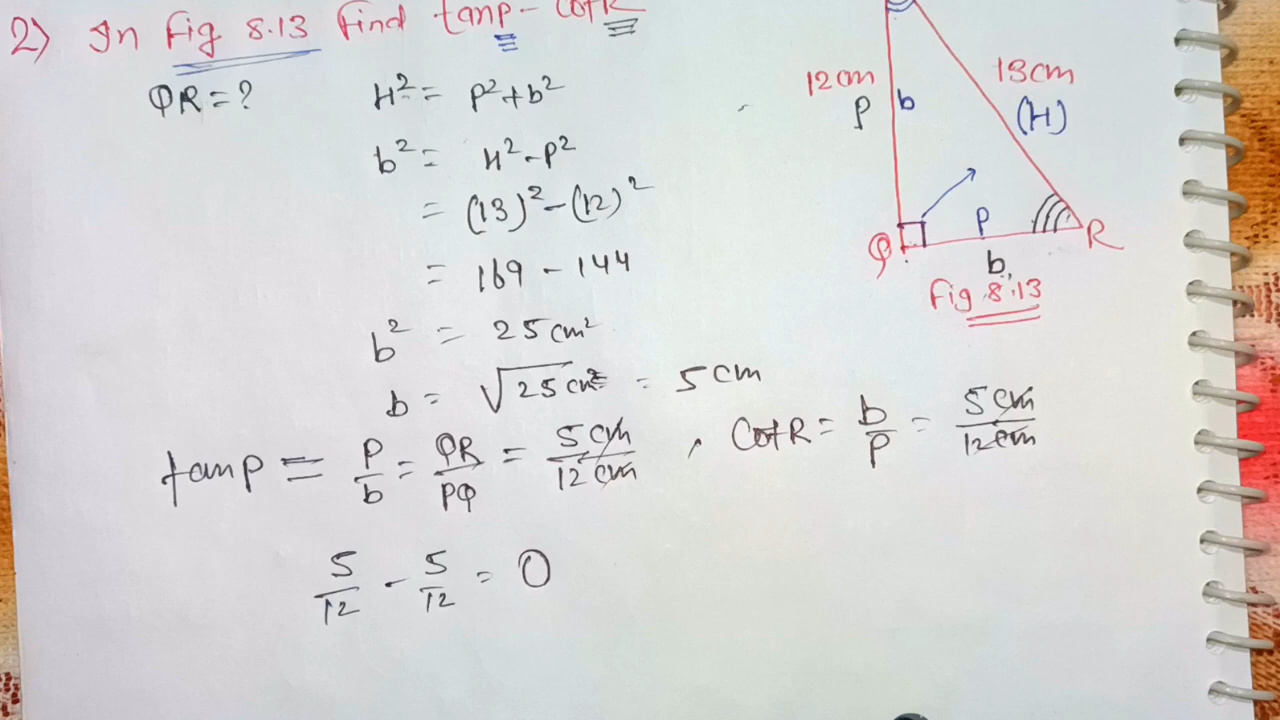 2) In Fig 8.13 find tanp - cotR
QR = ?
H² = P² + b²
b² = H² - P²
= (13)² - (12)²
= 169 - 144
b² = 25 cm²
b = √25 cm² = 5 cm
tanp = P/b = QR/PQ = 5 cm/12 cm , CotR = b/P = 5 cm/12 cm
5/12 - 5/12 = 0
12 cm
P b
13 cm
(H)
Q P R
b
Fig 8.13